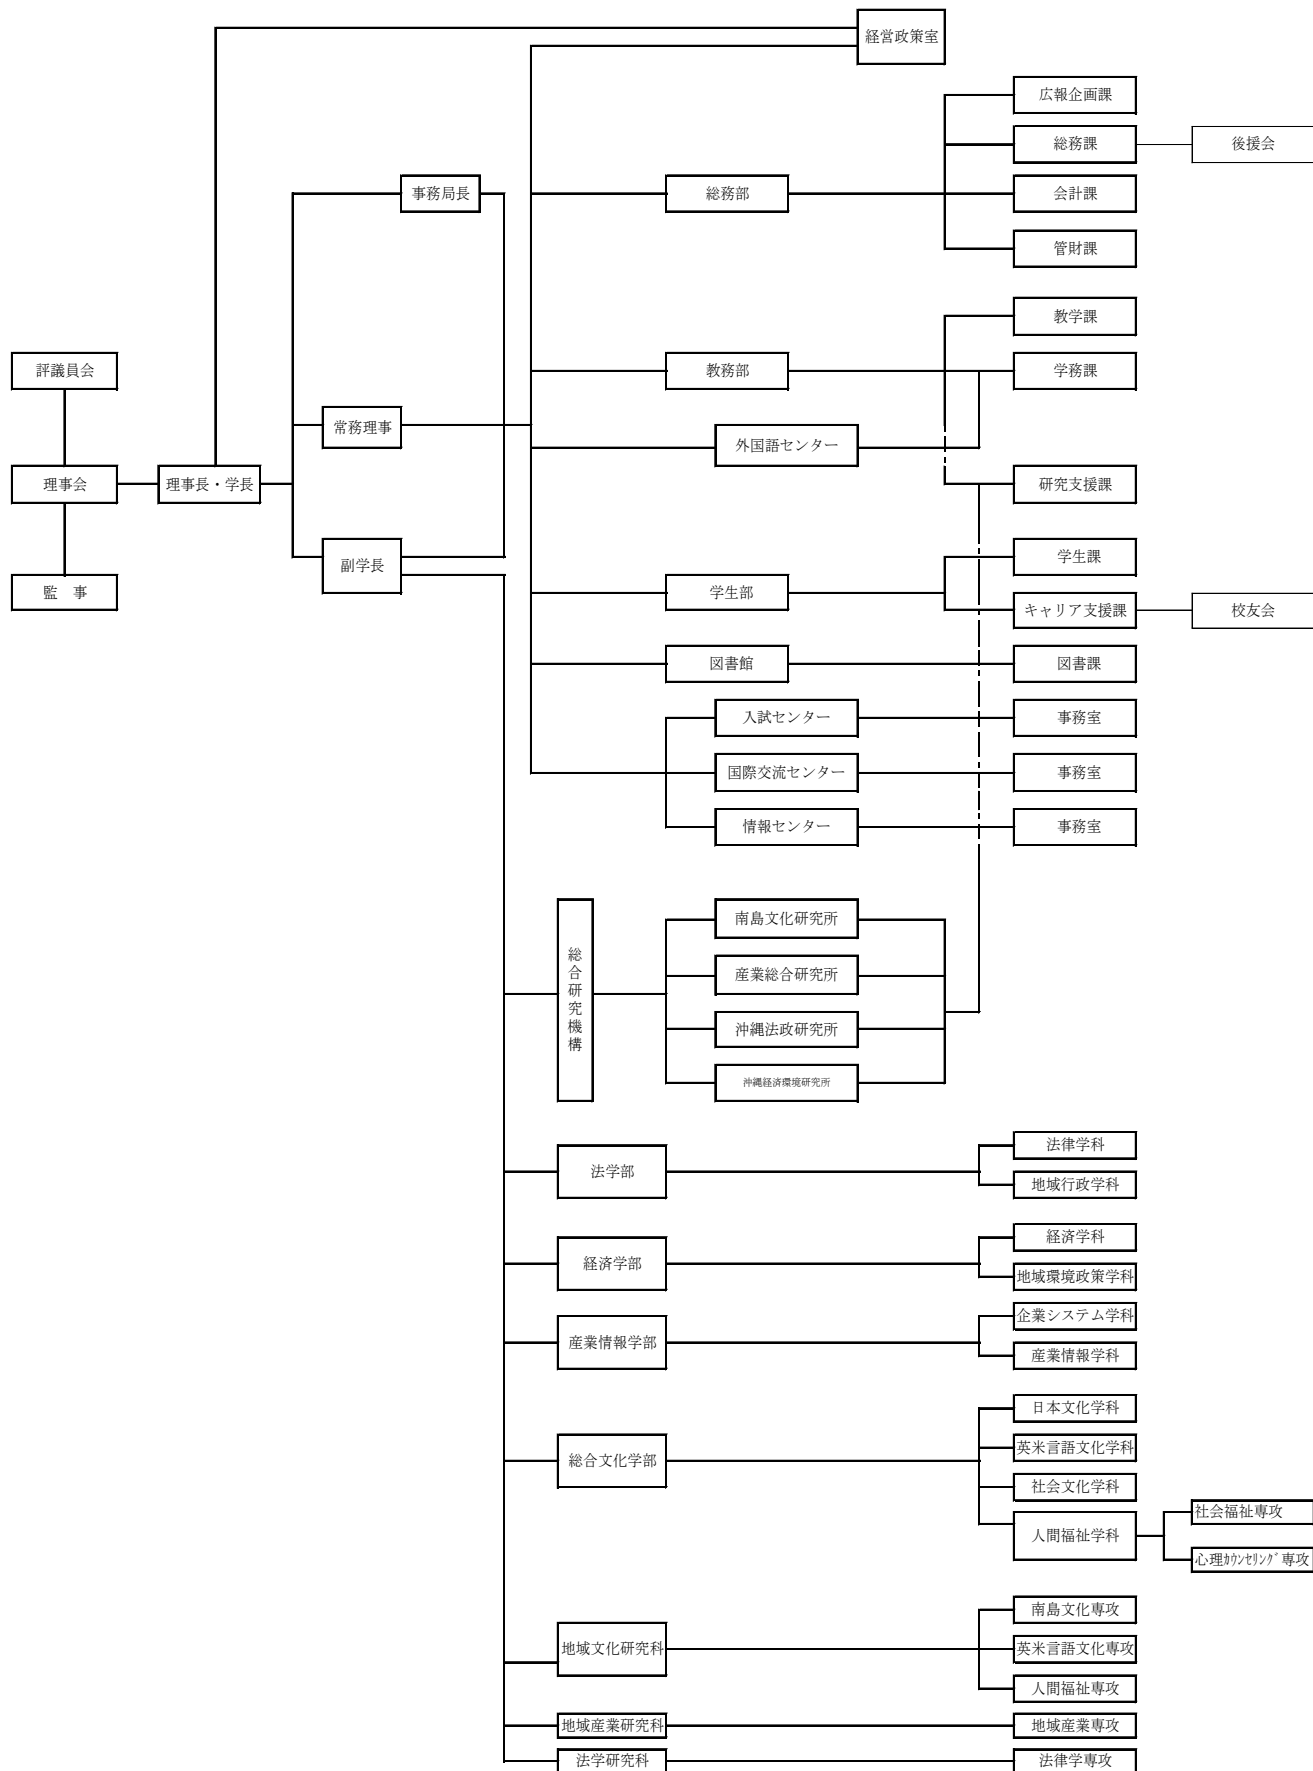 経営政策室
広報企画課
総務課
後援会
事務局長
総務部
会計課
管財課
教学課
評議員会
教務部
学務課
常務理事
外国語センター
理事会
理事長・学長
研究支援課
副学長
学生課
監　事
学生部
キャリア支援課
校友会
図書館
図書課
入試センター
事務室
国際交流センター
事務室
情報センター
事務室
総合研究機構
南島文化研究所
産業総合研究所
沖縄法政研究所
沖縄経済環境研究所
法学部
法律学科
地域行政学科
経済学部
経済学科
地域環境政策学科
産業情報学部
企業システム学科
産業情報学科
総合文化学部
日本文化学科
英米言語文化学科
社会文化学科
人間福祉学科
社会福祉専攻
心理ｶｳﾝｾﾘﾝｸﾞ専攻
地域文化研究科
南島文化専攻
英米言語文化専攻
人間福祉専攻
地域産業研究科
地域産業専攻
法学研究科
法律学専攻